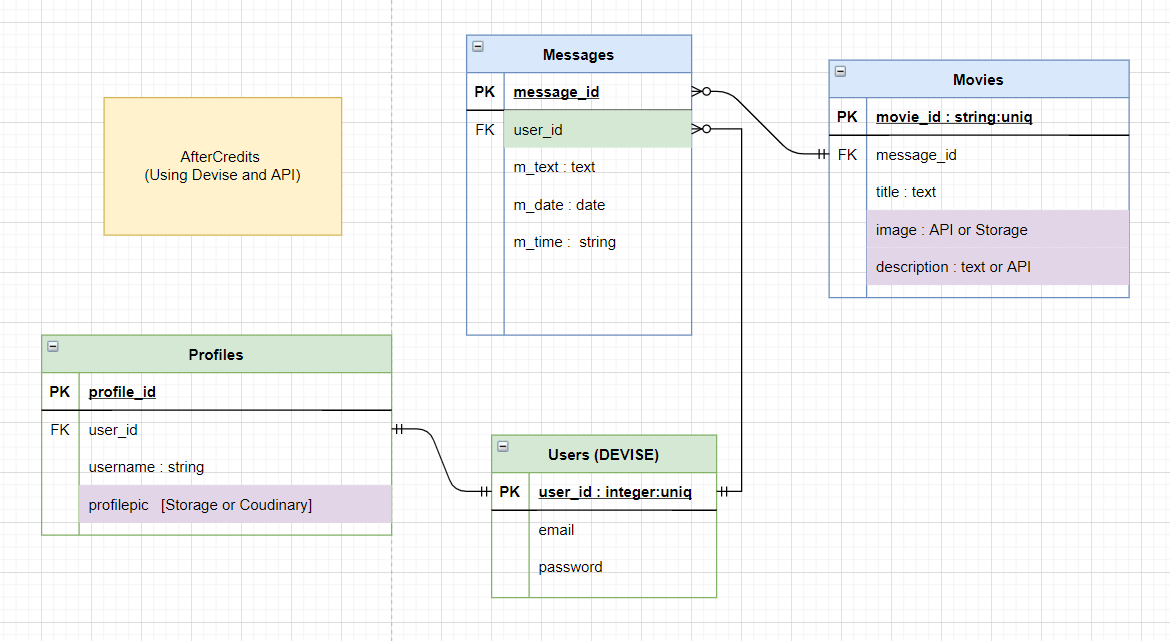 AfterCredits
(Using Devise and API)
Messages
PK message_id
FK user_id
m_text : text
m_date : date
m_time : string
Movies
PK movie_id : string:uniq
FK message_id
title : text
image : API or Storage
description : text or API
Profiles
PK profile_id
FK user_id
username : string
profilepic [Storage or Coudinary]
Users (DEVISE)
PK user_id : integer:uniq
email
password